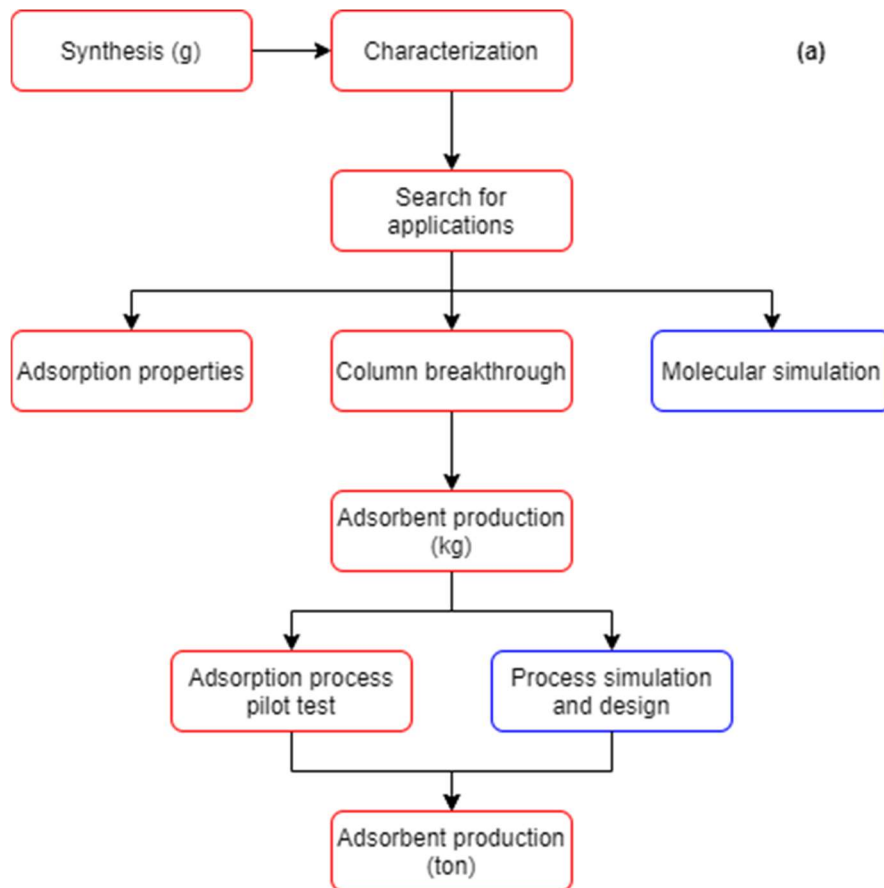 Synthesis (g)
Characterization
(a)
Search for
applications
Adsorption properties
Column breakthrough
Molecular simulation
Adsorbent production
(kg)
Adsorption process
pilot test
Process simulation
and design
Adsorbent production
(ton)